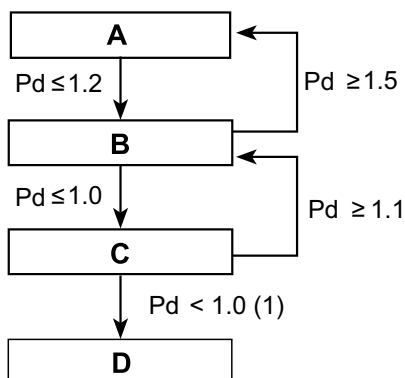 A
Pd ≤1.2
Pd ≥1.5
B
Pd ≤1.0
Pd ≥ 1.1
C
Pd < 1.0 (1)
D